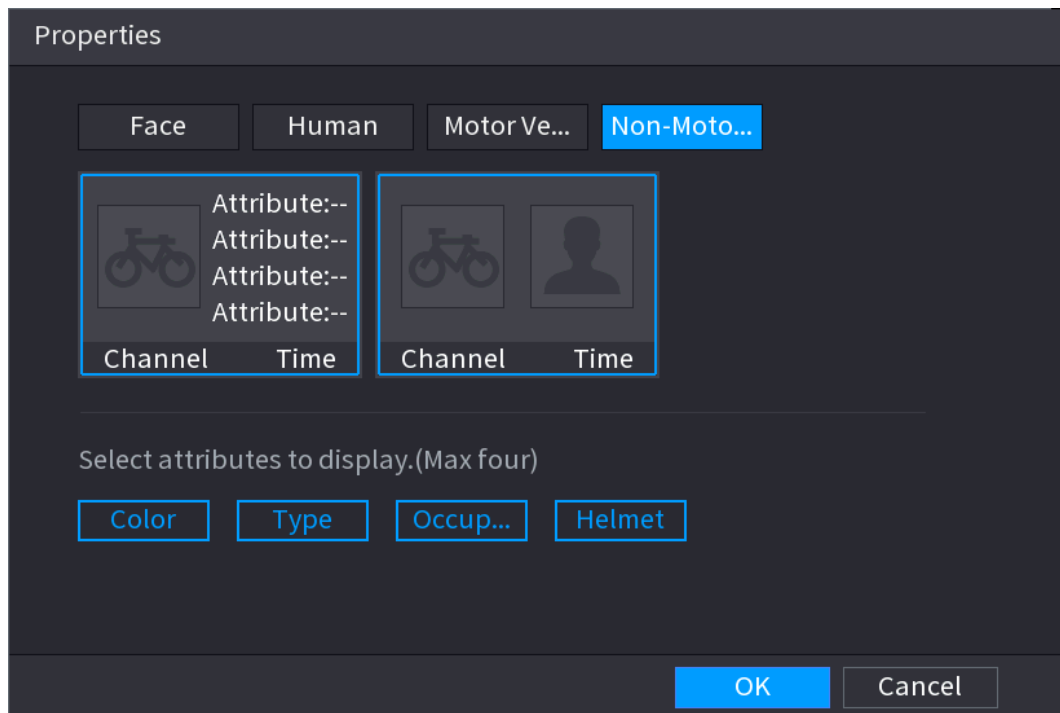 Properties
Face Human Motor Ve... Non-Moto...
Attribute:--
Attribute:--
Attribute:--
Attribute:--
Channel Time Channel Time
Select attributes to display.(Max four)
Color Type Occup... Helmet
OK Cancel